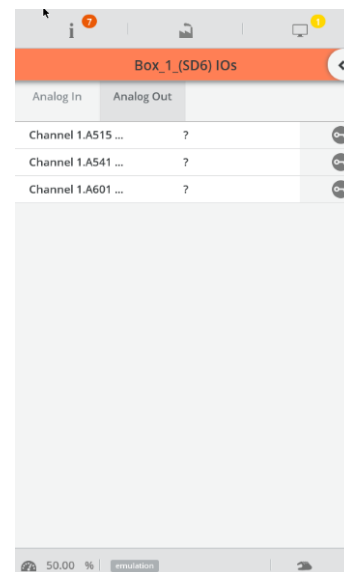 i 7 1
Box_1_(SD6) IOs
Analog In Analog Out
Channel 1.A515 ... ?
Channel 1.A541 ... ?
Channel 1.A601 ... ?
50.00 % emulation